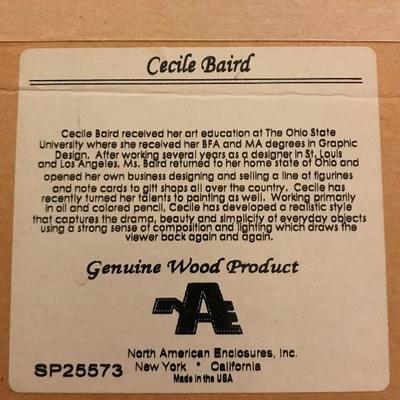 Cecile Baird
Cecile Baird received her art education at The Ohio State
University where she received her BFA and MA degrees in Graphic
Design. After working several years as a designer in St. Louis
and Los Angeles, Ms. Baird returned to her home state of Ohio and
opened her own business designing and selling a line of figurines
and note cards to gift shops all over the country. Cecile has
recently turned her talents to painting as well. Working primarily
in oil and colored pencil, Cecile has developed a realistic style
that captures the drama, beauty and simplicity of everyday objects
using a strong sense of composition and lighting which draws the
viewer back again and again.
Genuine Wood Product
NAE
North American Enclosures, Inc.
SP25573 New York * California
Made in the USA